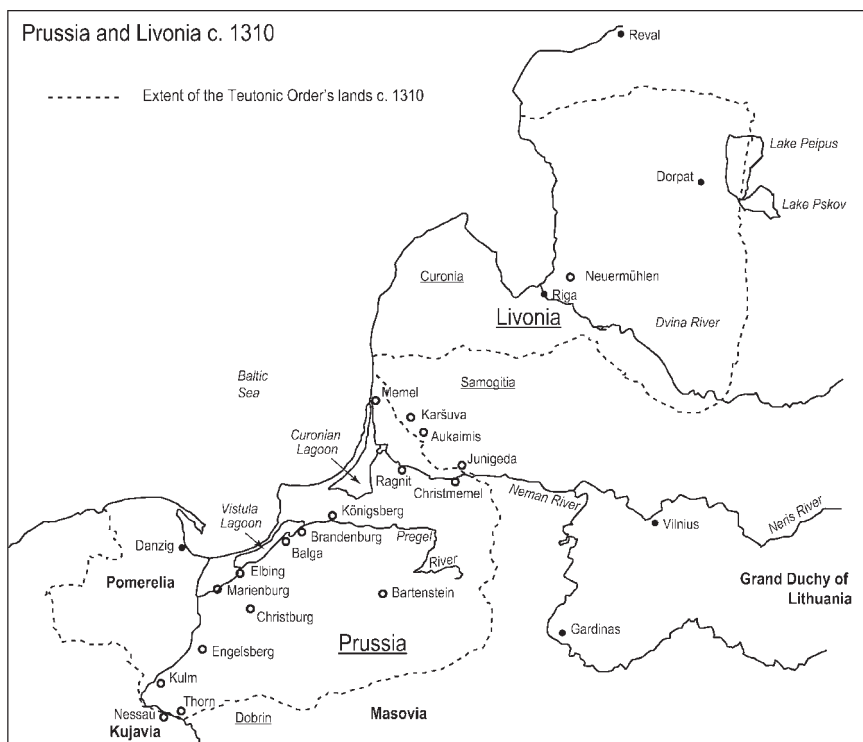 Prussia and Livonia c. 1310
Extent of the Teutonic Order's lands c. 1310
Reval
Lake Peipus
Dorpat
Lake Pskov
Curonia
Neuermühlen
Riga
Livonia
Dvina River
Baltic
Sea
Samogitia
Memel
Karšuva
Aukaimis
Curonian
Lagoon
Junigeda
Ragnit
Christmemel
Neman River
Vistula
Lagoon
Königsberg
Vilnius
Neris River
Danzig
Brandenburg
Pregel
River
Balga
Pomerelia
Elbing
Marienburg
Bartenstein
Grand Duchy of
Lithuania
Christburg
Gardinas
Prussia
Engelsberg
Kulm
Thorn
Nessau
Dobrin
Masovia
Kujavia